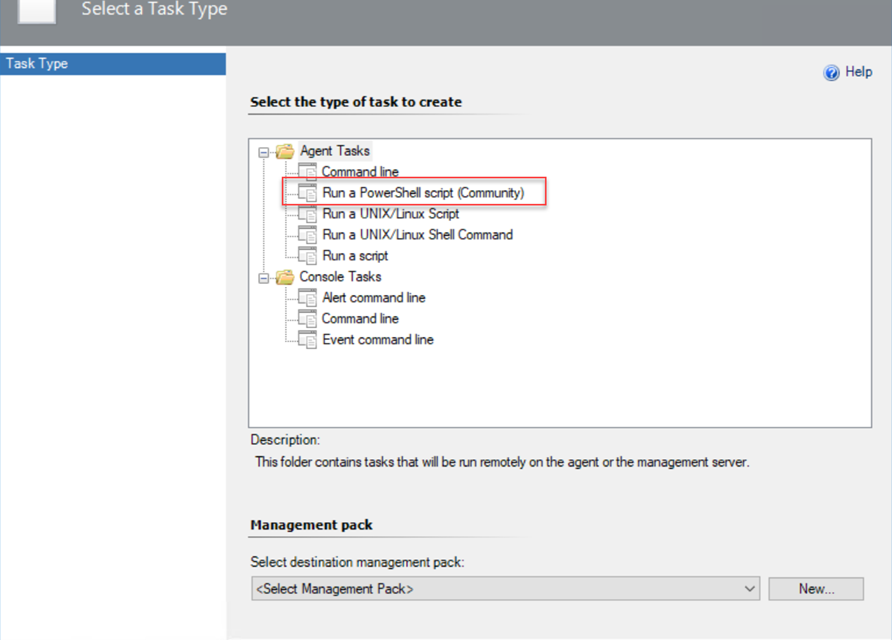 Select a Task Type
Task Type
Help
Select the type of task to create
Agent Tasks
Command line
Run a PowerShell script (Community)
Run a UNIX/Linux Script
Run a UNIX/Linux Shell Command
Run a script
Console Tasks
Alert command line
Command line
Event command line
Description:
This folder contains tasks that will be run remotely on the agent or the management server.
Management pack
Select destination management pack:
<Select Management Pack>
New...